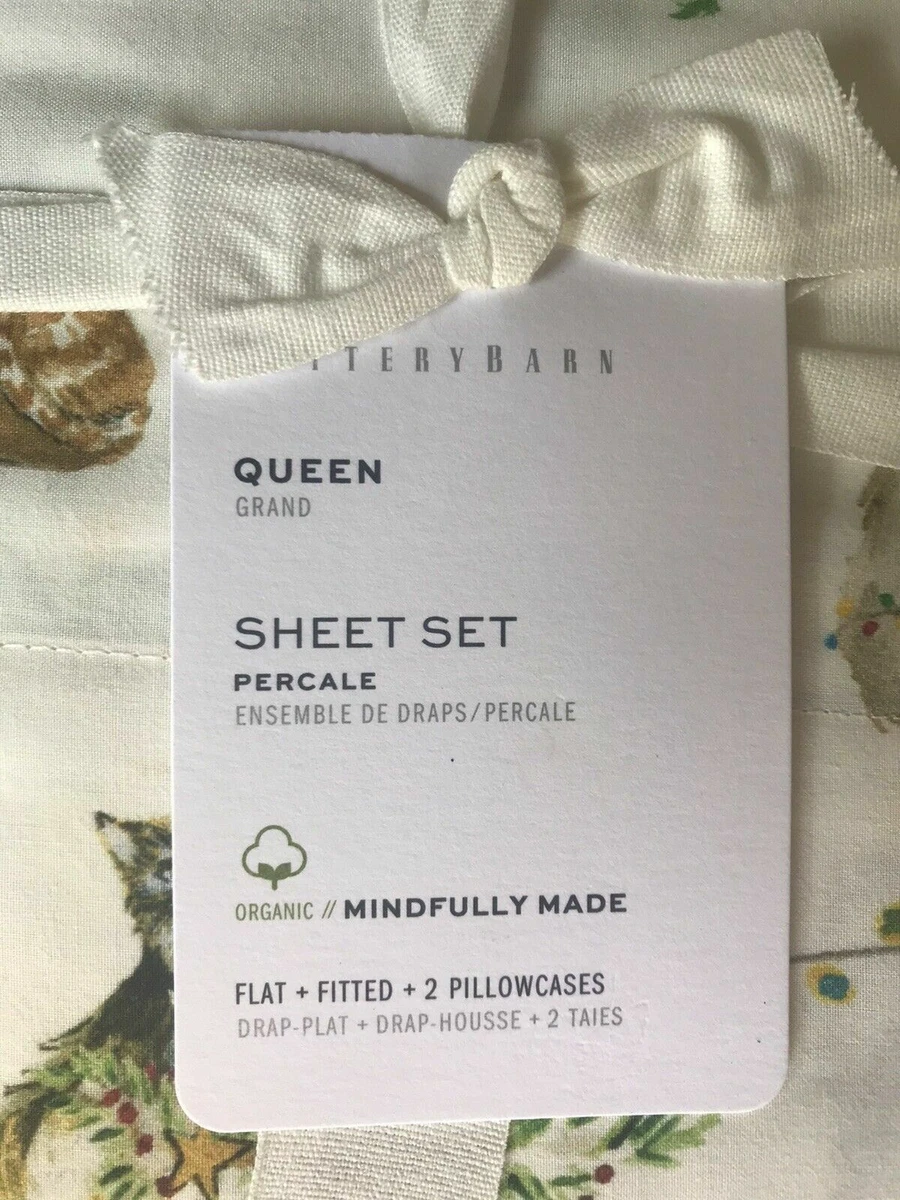 TTERYBARN
QUEEN
GRAND
SHEET SET
PERCALE
ENSEMBLE DE DRAPS/PERCALE
ORGANIC // MINDFULLY MADE
FLAT + FITTED + 2 PILLOWCASES
DRAP-PLAT + DRAP-HOUSSE + 2 TAIES